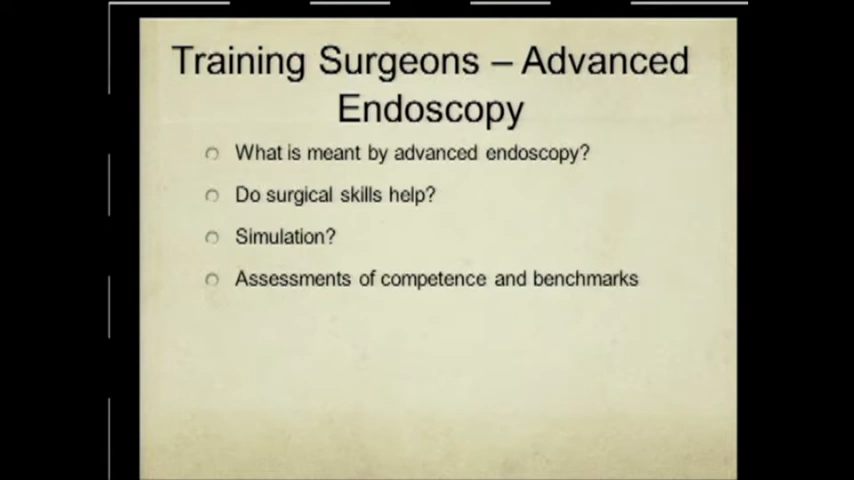 Training Surgeons – Advanced
Endoscopy
What is meant by advanced endoscopy?
Do surgical skills help?
Simulation?
Assessments of competence and benchmarks